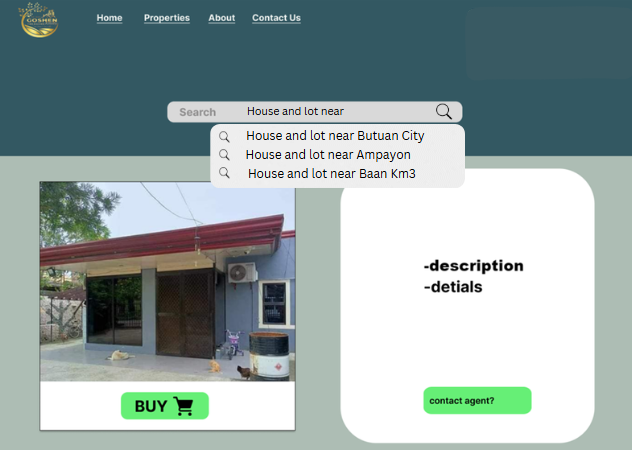 GOSHEN
Home Properties About Contact Us
Search House and lot near
House and lot near Butuan City
House and lot near Ampayon
House and lot near Baan Km3
-description
-detials
BUY
contact agent?